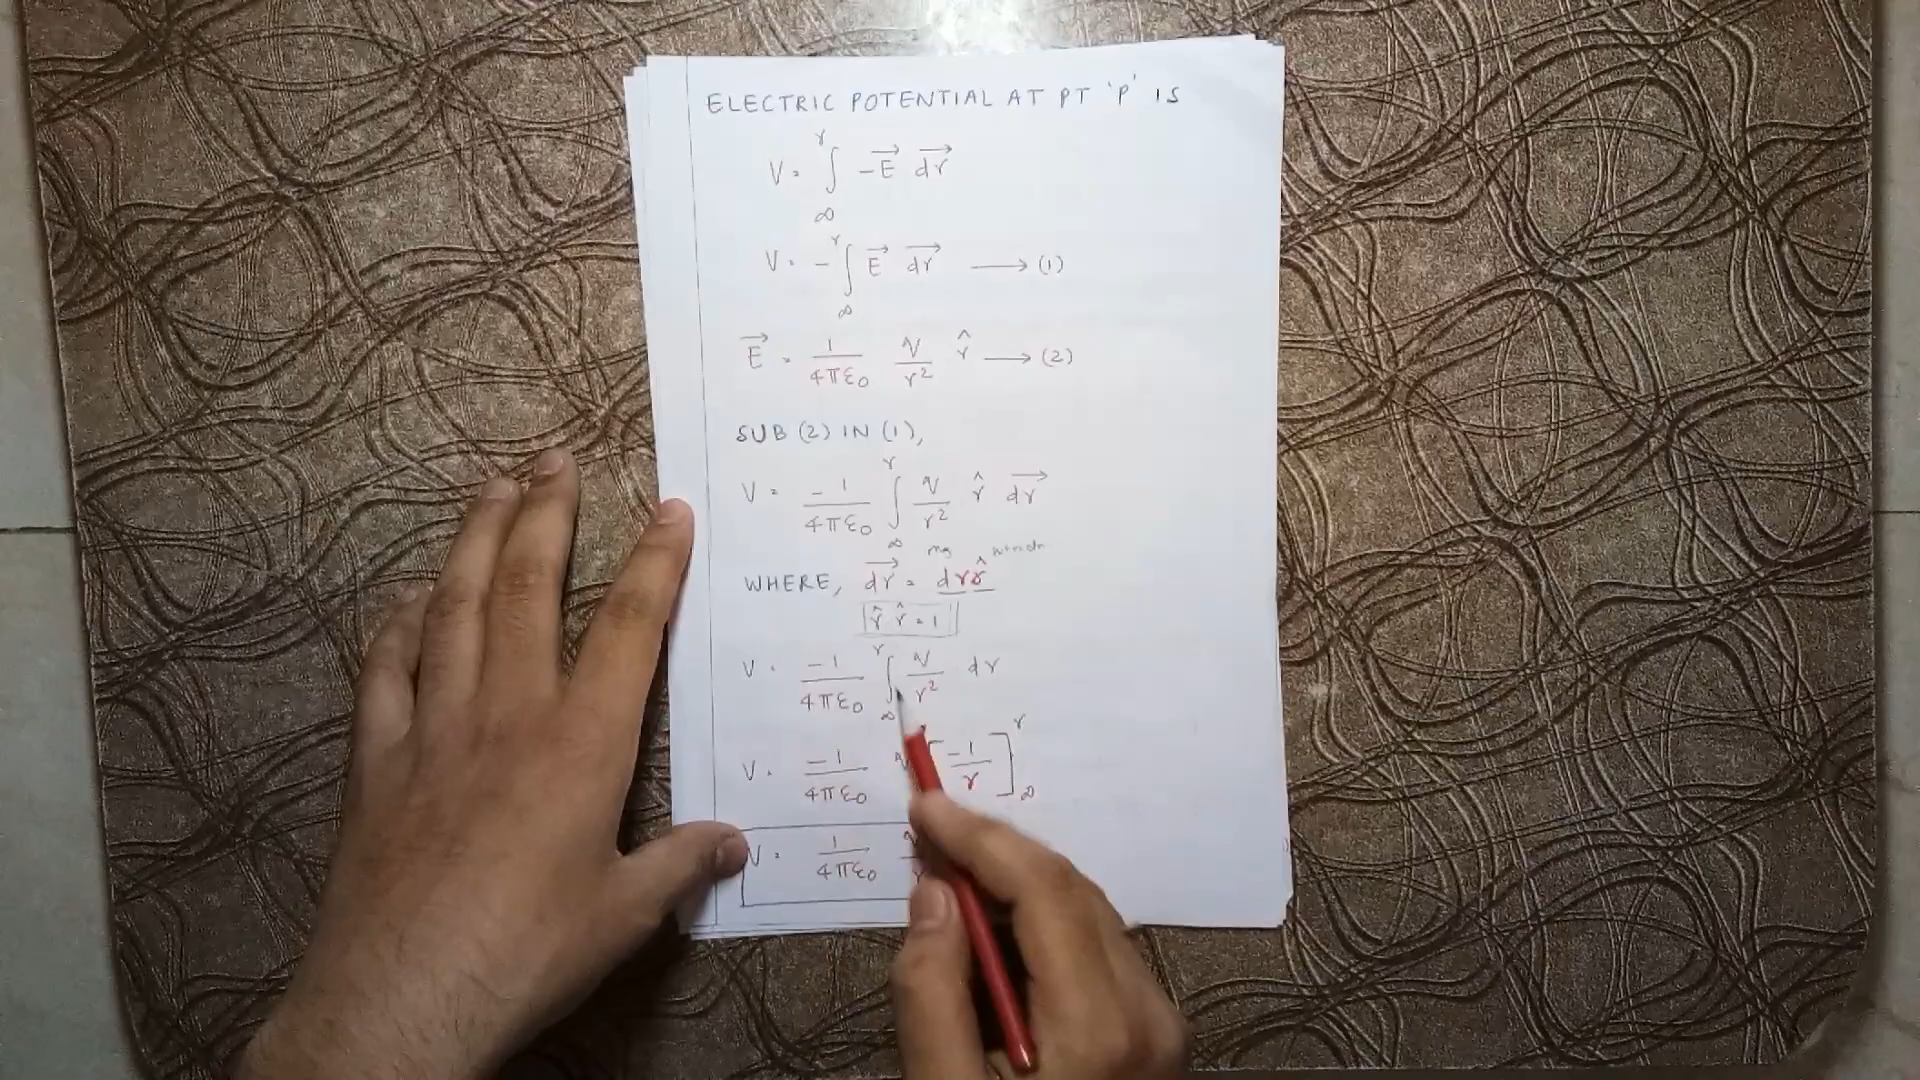 ELECTRIC POTENTIAL AT PT 'P' IS
V = ∫_∞^r -E⃗ dr⃗
V = - ∫_∞^r E⃗ dr⃗ ⟶ (1)
E⃗ = 1/4πε₀ q/r² r̂ ⟶ (2)
SUB (2) IN (1),
V = -1/4πε₀ ∫_∞^r q/r² r̂ dr⃗
WHERE, dr⃗ = dr r̂
r̂ r̂ = 1
V = -1/4πε₀ ∫_∞^r q/r² dr
V = -1/4πε₀ q [-1/r]_∞^r
V = 1/4πε₀ q/r